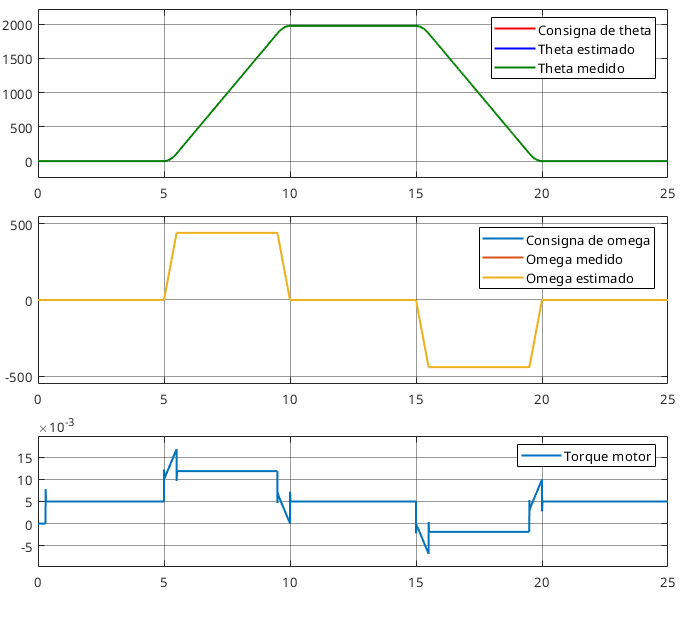 2000
1500
1000
500
0
Consigna de theta
Theta estimado
Theta medido
0 5 10 15 20 25
500
0
-500
Consigna de omega
Omega medido
Omega estimado
0 5 10 15 20 25
×10-3
15
10
5
0
-5
Torque motor
0 5 10 15 20 25